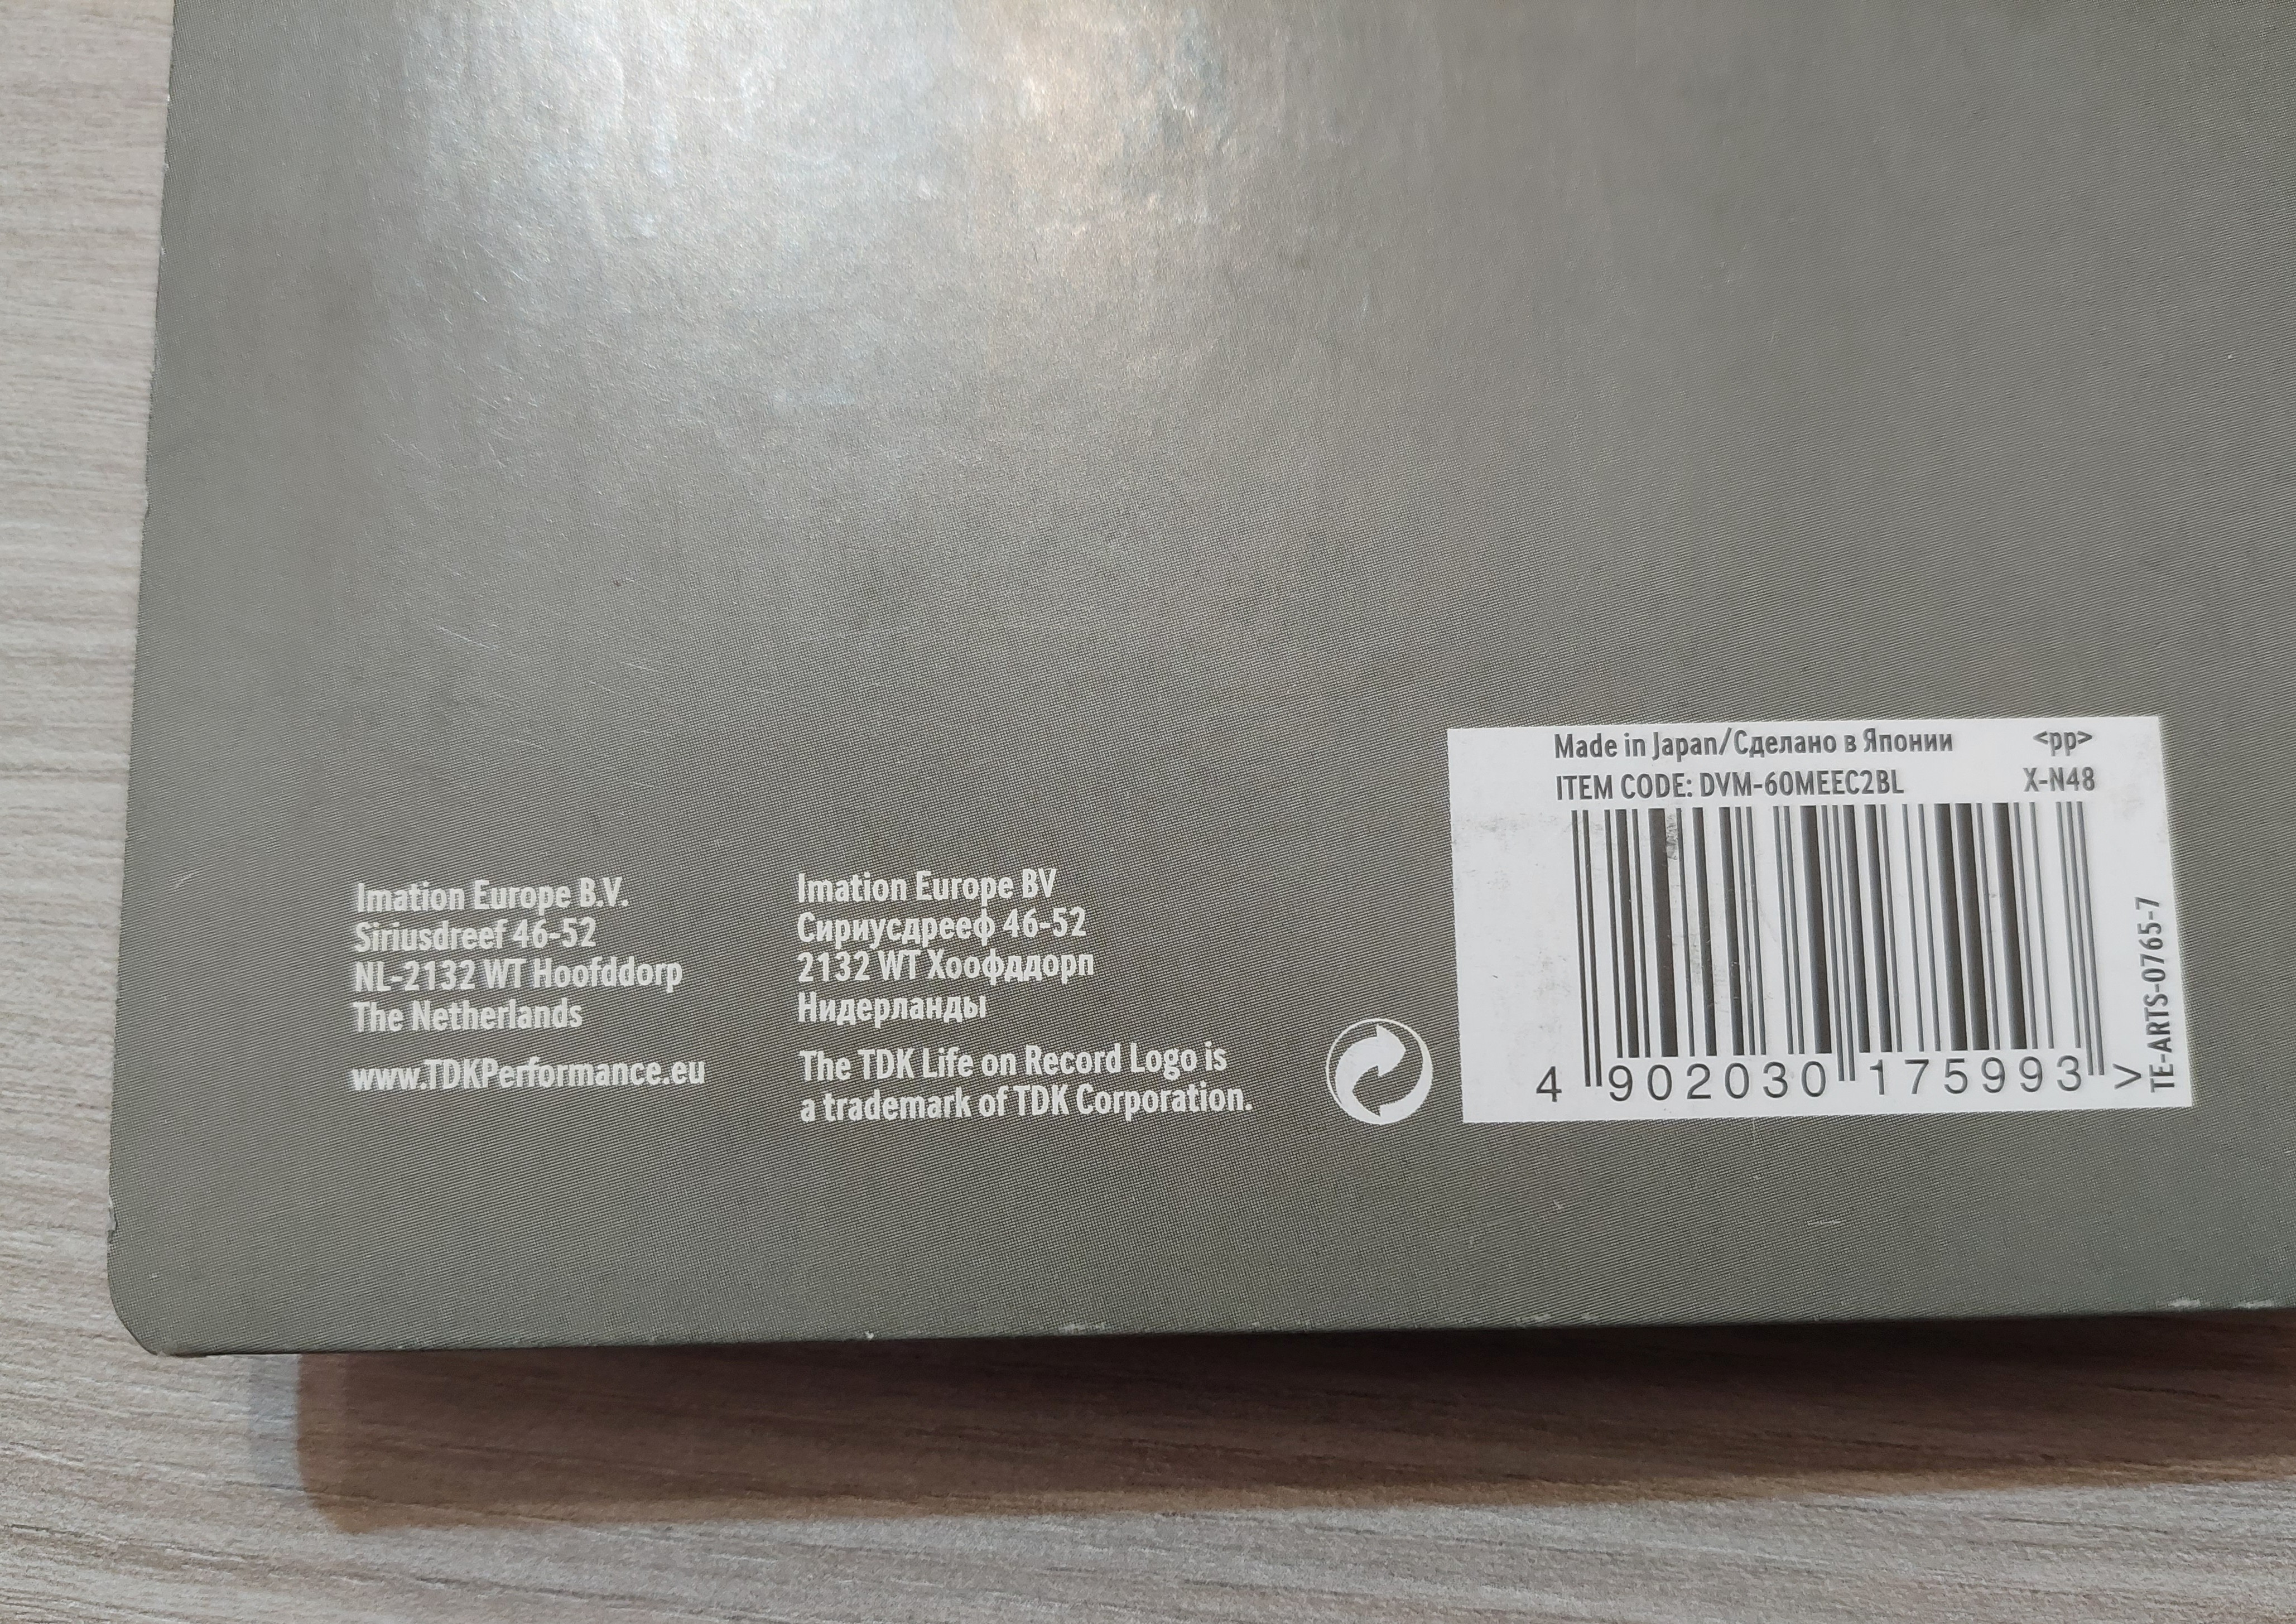 Imation Europe B.V.
Siriusdreef 46-52
NL-2132 WT Hoofddorp
The Netherlands
www.TDKPerformance.eu
Imation Europe BV
Сириусдрееф 46-52
2132 WT Хоофддорп
Нидерланды
The TDK Life on Record Logo is
a trademark of TDK Corporation.
Made in Japan/Сделано в Японии <pp>
ITEM CODE: DVM-60MEEC2BL X-N48
4 902030 175993 >
TE-ARTS-0765-7